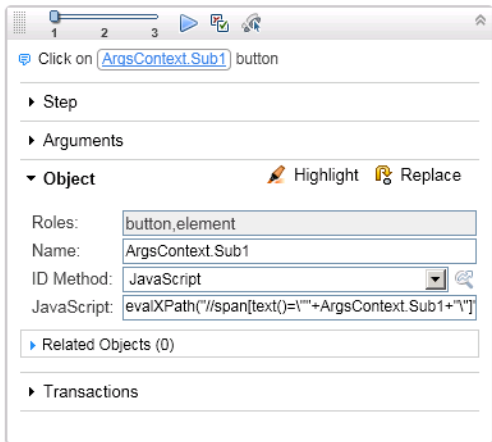 1 2 3
Click on ArgsContext.Sub1 button
Step
Arguments
Object Highlight Replace
Roles: button,element
Name: ArgsContext.Sub1
ID Method: JavaScript
JavaScript: evalXPath("//span[text()=\""+ArgsContext.Sub1+"\"]"
Related Objects (0)
Transactions